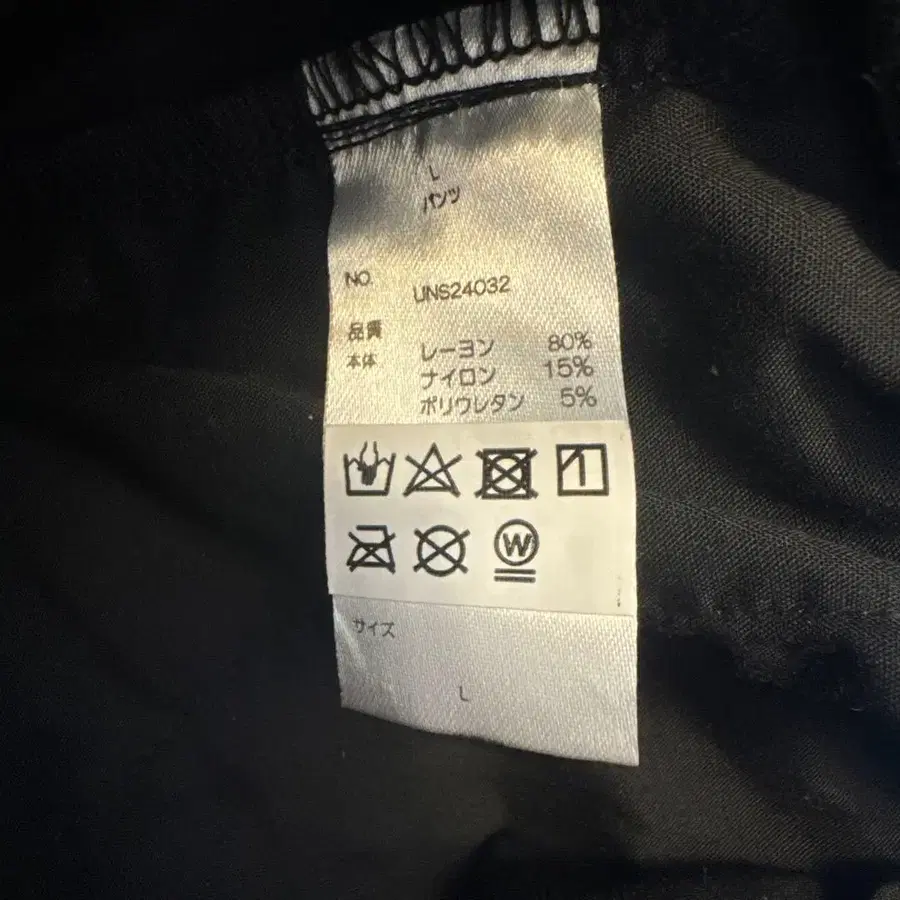 L
パンツ
NO. UNS24032
品質
本体 レーヨン 80%
ナイロン 15%
ポリウレタン 5%
W
サイズ
L